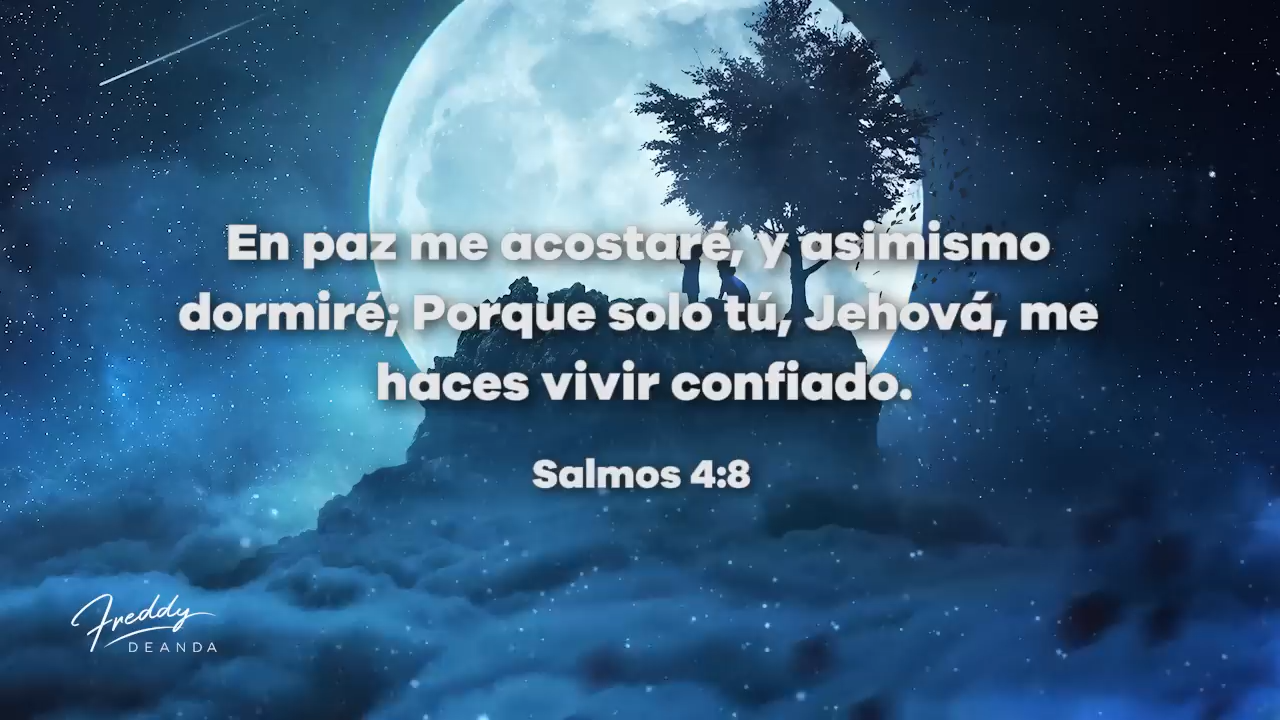 En paz me acostaré, y asimismo
dormiré; Porque solo tú, Jehová, me
haces vivir confiado.
Salmos 4:8
Freddy
DEANDA